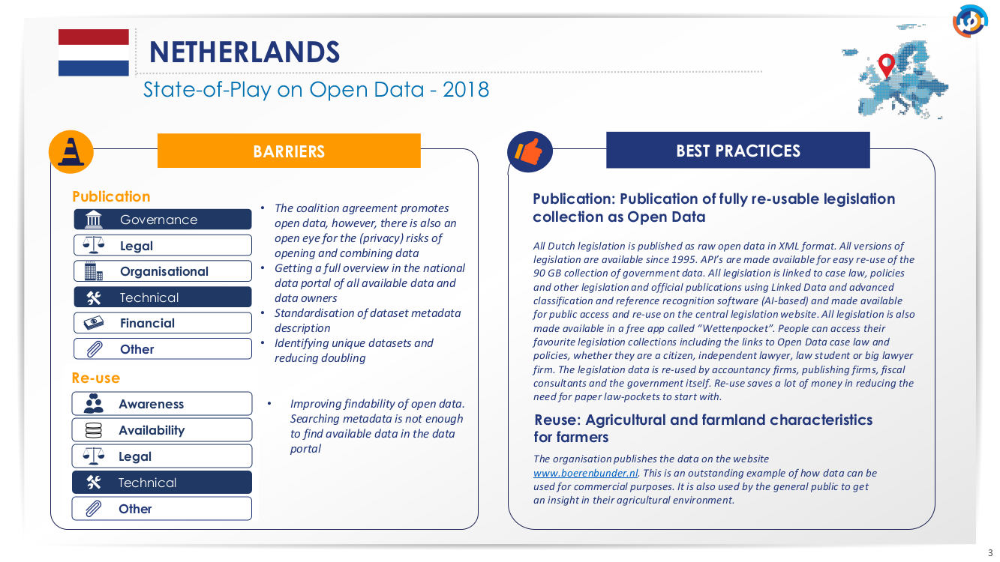 NETHERLANDS
State-of-Play on Open Data - 2018
BARRIERS
Publication
Governance
Legal
Organisational
Technical
Financial
Other
• The coalition agreement promotes
open data, however, there is also an
open eye for the (privacy) risks of
opening and combining data
• Getting a full overview in the national
data portal of all available data and
data owners
• Standardisation of dataset metadata
description
• Identifying unique datasets and
reducing doubling
Re-use
Awareness
Availability
Legal
Technical
Other
• Improving findability of open data.
Searching metadata is not enough
to find available data in the data
portal
BEST PRACTICES
Publication: Publication of fully re-usable legislation
collection as Open Data
All Dutch legislation is published as raw open data in XML format. All versions of
legislation are available since 1995. API’s are made available for easy re-use of the
90 GB collection of government data. All legislation is linked to case law, policies
and other legislation and official publications using Linked Data and advanced
classification and reference recognition software (AI-based) and made available
for public access and re-use on the central legislation website. All legislation is also
made available in a free app called “Wettenpocket”. People can access their
favourite legislation collections including the links to Open Data case law and
policies, whether they are a citizen, independent lawyer, law student or big lawyer
firm. The legislation data is re-used by accountancy firms, publishing firms, fiscal
consultants and the government itself. Re-use saves a lot of money in reducing the
need for paper law-pockets to start with.
Reuse: Agricultural and farmland characteristics
for farmers
The organisation publishes the data on the website
www.boerenbunder.nl. This is an outstanding example of how data can be
used for commercial purposes. It is also used by the general public to get
an insight in their agricultural environment.
3